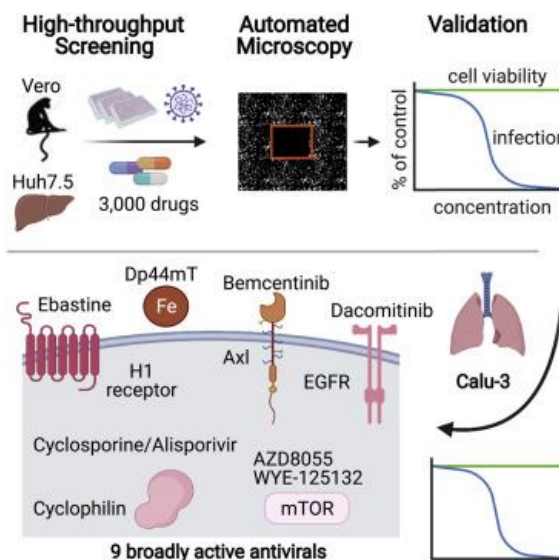 High-throughput
Screening
Automated
Microscopy
Validation
Vero
Huh7.5
3,000 drugs
cell viability
infection
% of control
concentration
Dp44mT
Fe
Ebastine
Bemcentinib
Dacomitinib
H1
receptor
Axl
EGFR
Calu-3
Cyclosporine/Alisporivir
AZD8055
WYE-125132
Cyclophilin
mTOR
9 broadly active antivirals